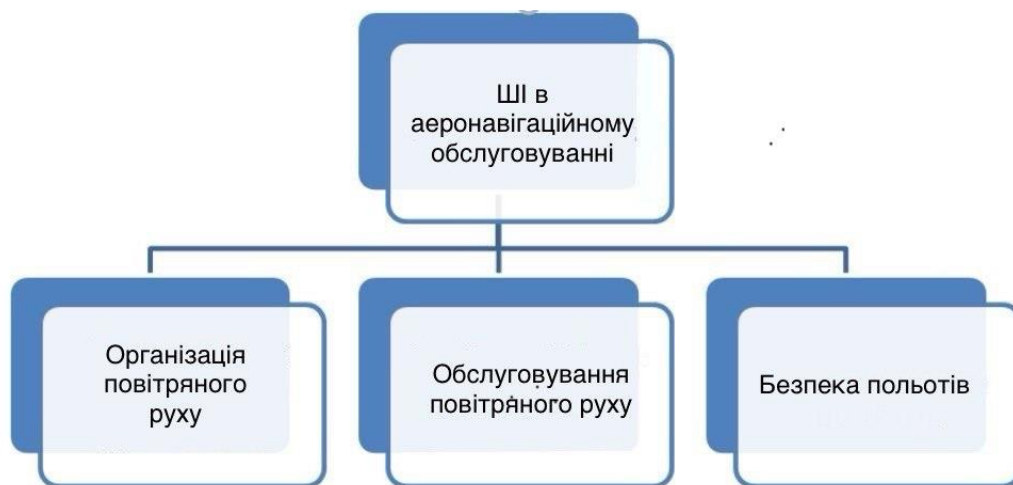 ШІ в
аеронавігаційному
обслуговуванні
Організація
повітряного
руху
Обслуговування
повітряного руху
Безпека польотів